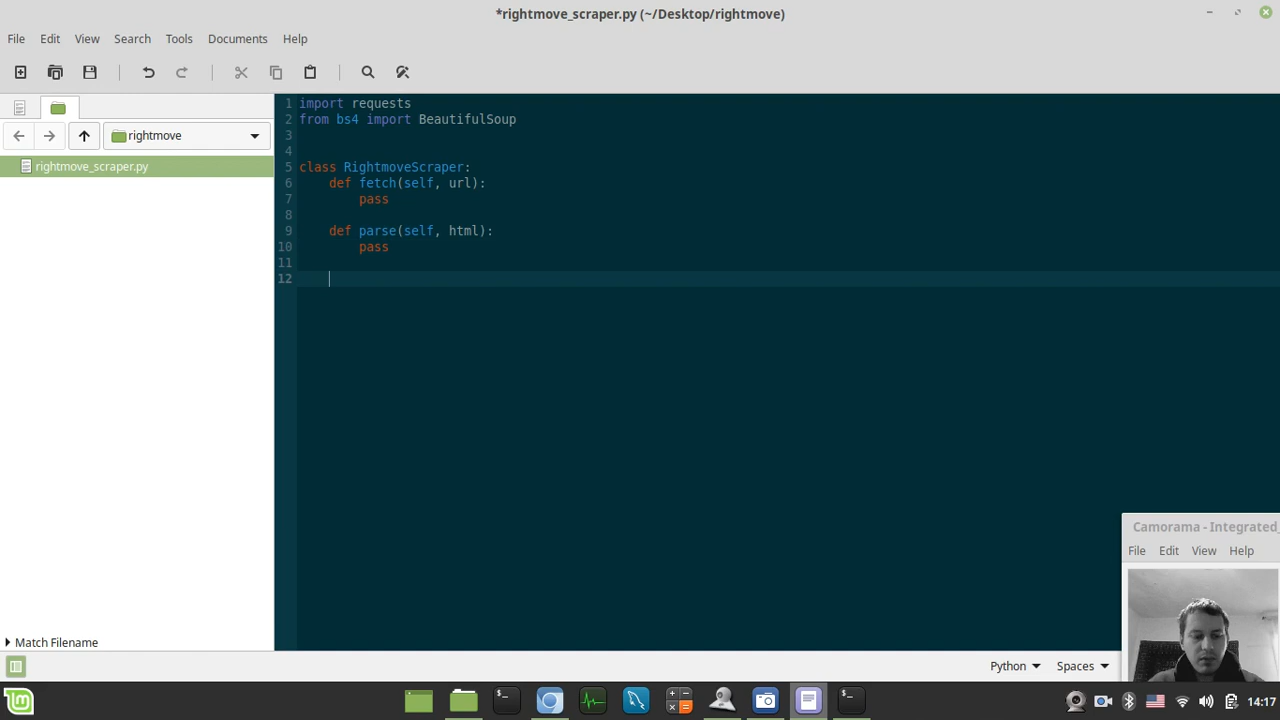 *rightmove_scraper.py (~/Desktop/rightmove)
File Edit View Search Tools Documents Help
rightmove
rightmove_scraper.py
Match Filename
1 import requests
2 from bs4 import BeautifulSoup
3
4
5 class RightmoveScraper:
6 def fetch(self, url):
7 pass
8
9 def parse(self, html):
10 pass
11
12
Camorama - Integrated_
File Edit View Help
Python Spaces
14:17